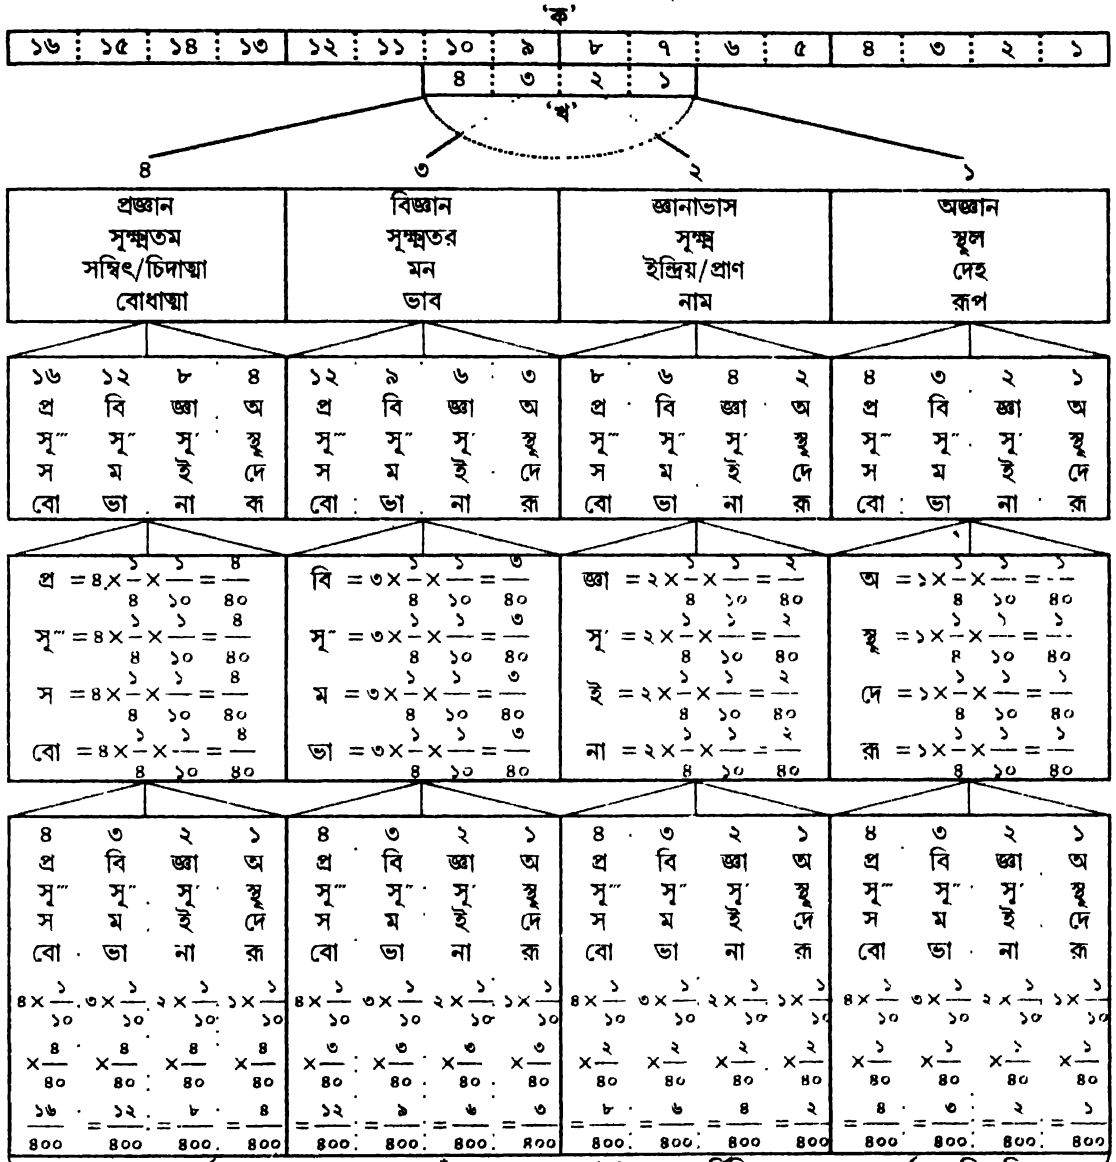 ‘ক’
১৬ ১৫ ১৪ ১৩ ১২ ১১ ১০ ৯ ৮ ৭ ৬ ৫ ৪ ৩ ২ ১
৪ ৩ ২ ১
‘খ’
৪ ৩ ২ ১
প্রজ্ঞান বিজ্ঞান জ্ঞানাভাস অজ্ঞান
সূক্ষ্মতম সূক্ষ্মতর সূক্ষ্ম স্থূল
সম্বিৎ/চিদাত্মা মন ইন্দ্রিয়/প্রাণ দেহ
বোধাত্মা ভাব নাম রূপ
১৬ ১২ ৮ ৪ ১২ ৯ ৬ ৩ ৮ ৬ ৪ ২ ৪ ৩ ২ ১
প্র বি জ্ঞা অ প্র বি জ্ঞা অ প্র বি জ্ঞা অ প্র বি জ্ঞা অ
সূ‴ সূ″ সূ′ স্থূ সূ‴ সূ″ সূ′ স্থূ সূ‴ সূ″ সূ′ স্থূ সূ‴ সূ″ সূ′ স্থূ
স ম ই দে স ম ই দে স ম ই দে স ম ই দে
বো ভা না রূ বো ভা না রূ বো ভা না রূ বো ভা না রূ
প্র = ৪ × ১/৪ × ১/১০ = ৪/৪০ বি = ৩ × ১/৪ × ১/১০ = ৩/৪০ জ্ঞা = ২ × ১/৪ × ১/১০ = ২/৪০ অ = ১ × ১/৪ × ১/১০ = ১/৪০
সূ‴ = ৪ × ১/৪ × ১/১০ = ৪/৪০ সূ″ = ৩ × ১/৪ × ১/১০ = ৩/৪০ সূ′ = ২ × ১/৪ × ১/১০ = ২/৪০ স্থূ = ১ × ১/৪ × ১/১০ = ১/৪০
স = ৪ × ১/৪ × ১/১০ = ৪/৪০ ম = ৩ × ১/৪ × ১/১০ = ৩/৪০ ই = ২ × ১/৪ × ১/১০ = ২/৪০ দে = ১ × ১/৪ × ১/১০ = ১/৪০
বো = ৪ × ১/৪ × ১/১০ = ৪/৪০ ভা = ৩ × ১/৪ × ১/১০ = ৩/৪০ না = ২ × ১/৪ × ১/১০ = ২/৪০ রূ = ১ × ১/৪ × ১/১০ = ১/৪০
৪ ৩ ২ ১ ৪ ৩ ২ ১ ৪ ৩ ২ ১ ৪ ৩ ২ ১
প্র বি জ্ঞা অ প্র বি জ্ঞা অ প্র বি জ্ঞা অ প্র বি জ্ঞা অ
সূ‴ সূ″ সূ′ স্থূ সূ‴ সূ″ সূ′ স্থূ সূ‴ সূ″ সূ′ স্থূ সূ‴ সূ″ সূ′ স্থূ
স ম ই দে স ম ই দে স ম ই দে স ম ই দে
বো ভা না রূ বো ভা না রূ বো ভা না রূ বো ভা না রূ
৪ × ১/১০ ৩ × ১/১০ ২ × ১/১০ ১ × ১/১০ ৪ × ১/১০ ৩ × ১/১০ ২ × ১/১০ ১ × ১/১০ ৪ × ১/১০ ৩ × ১/১০ ২ × ১/১০ ১ × ১/১০ ৪ × ১/১০ ৩ × ১/১০ ২ × ১/১০ ১ × ১/১০
× ৪/৪০ × ৪/৪০ × ৪/৪০ × ৪/৪০ × ৩/৪০ × ৩/৪০ × ৩/৪০ × ৩/৪০ × ২/৪০ × ২/৪০ × ২/৪০ × ২/৪০ × ১/৪০ × ১/৪০ × ১/৪০ × ১/৪০
১৬/৪০০ = ১২/৪০০ = ৮/৪০০ = ৪/৪০০ = ১২/৪০০ = ৯/৪০০ = ৬/৪০০ = ৩/৪০০ = ৮/৪০০ = ৬/৪০০ = ৪/৪০০ = ২/৪০০ = ৪/৪০০ = ৩/৪০০ = ২/৪০০ = ১/৪০০